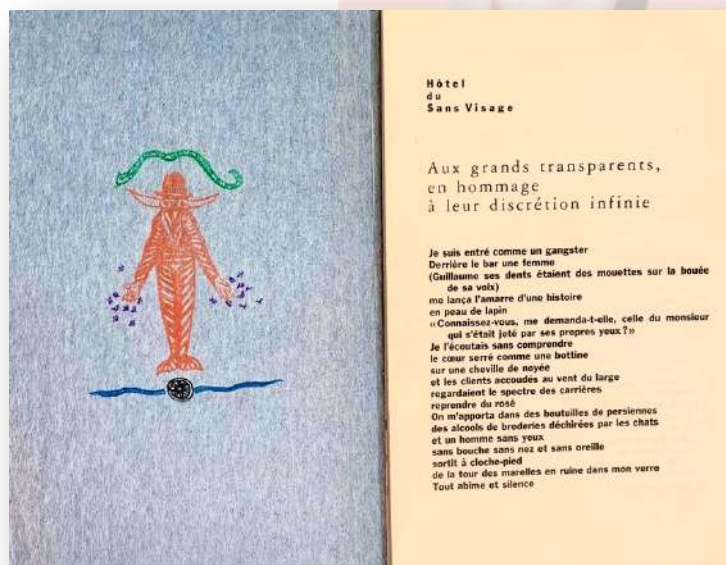 Hôtel
du
Sans Visage
Aux grands transparents,
en hommage
à leur discrétion infinie
Je suis entré comme un gangster
Derrière le bar une femme
(Guillaume ses dents étaient des mouettes sur la bouée
de sa voix)
me lança l'amarre d'une histoire
en peau de lapin
«Connaissez-vous, me demanda-t-elle, celle du monsieur
qui s'était jeté par ses propres yeux?»
Je l'écoutais sans comprendre
le cœur serré comme une bottine
sur une cheville de noyée
et les clients accoudés au vent du large
regardaient le spectre des carrières
reprendre du rosé
On m'apporta dans des bouteilles de persiennes
des alcools de broderies déchirées par les chats
et un homme sans yeux
sans bouche sans nez et sans oreille
sortit à cloche-pied
de la tour des marelles en ruine dans mon verre
Tout abime et silence